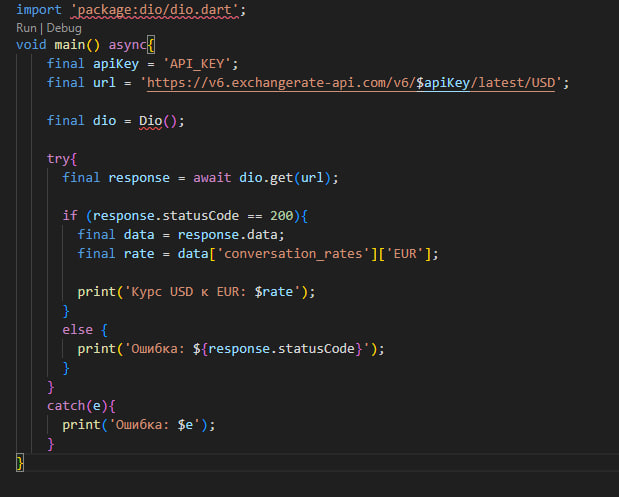 import 'package:dio/dio.dart';
Run | Debug
void main() async{
final apiKey = 'API_KEY';
final url = 'https://v6.exchangerate-api.com/v6/$apiKey/latest/USD';
final dio = Dio();
try{
final response = await dio.get(url);
if (response.statusCode == 200){
final data = response.data;
final rate = data['conversation_rates']['EUR'];
print('Курс USD к EUR: $rate');
}
else {
print('Ошибка: ${response.statusCode}');
}
}
catch(e){
print('Ошибка: $e');
}
}